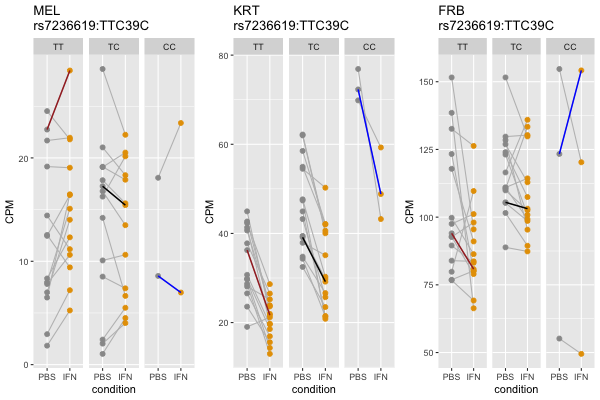 MEL
rs7236619:TTC39C
TT TC CC
CPM
20
10
0
PBS IFN PBS IFN PBS IFN
condition
KRT
rs7236619:TTC39C
TT TC CC
CPM
80
60
40
20
PBS IFN PBS IFN PBS IFN
condition
FRB
rs7236619:TTC39C
TT TC CC
CPM
150
125
100
75
50
PBS IFN PBS IFN PBS IFN
condition